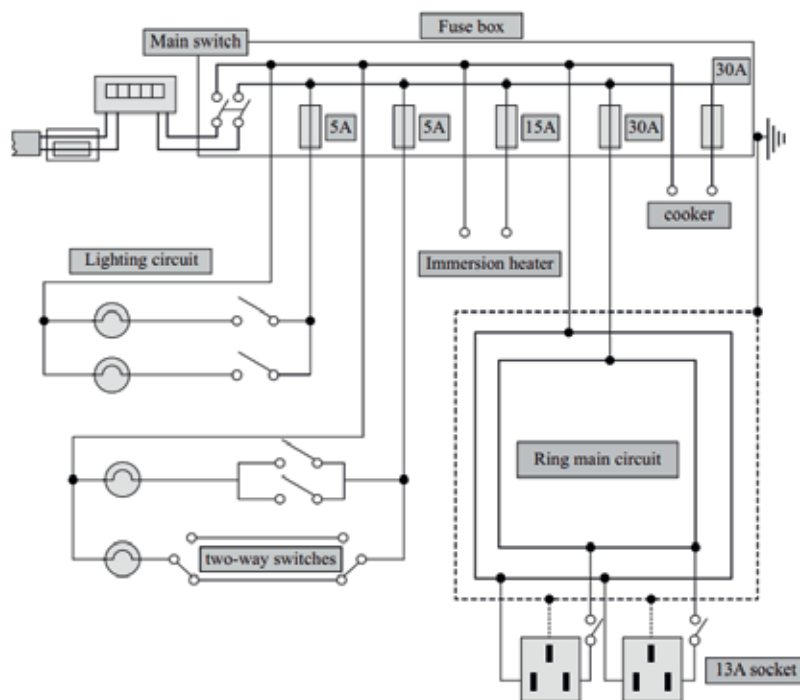 Fuse box
Main switch
30A
5A
5A
15A
30A
cooker
Lighting circuit
Immersion heater
Ring main circuit
two-way switches
13A socket